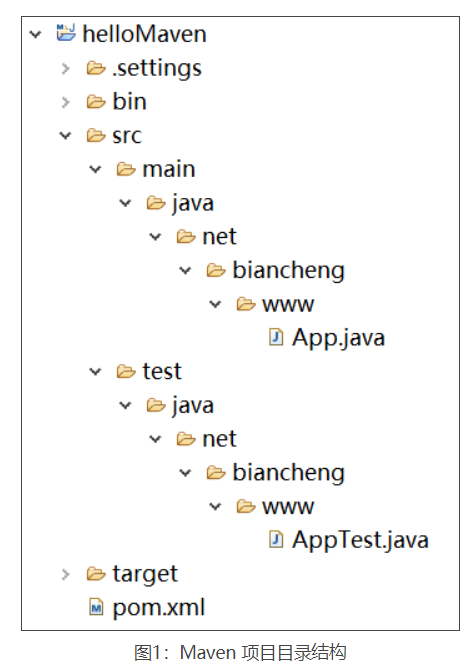 helloMaven
.settings
bin
src
main
java
net
biancheng
www
App.java
test
java
net
biancheng
www
AppTest.java
target
pom.xml
图1：Maven 项目目录结构